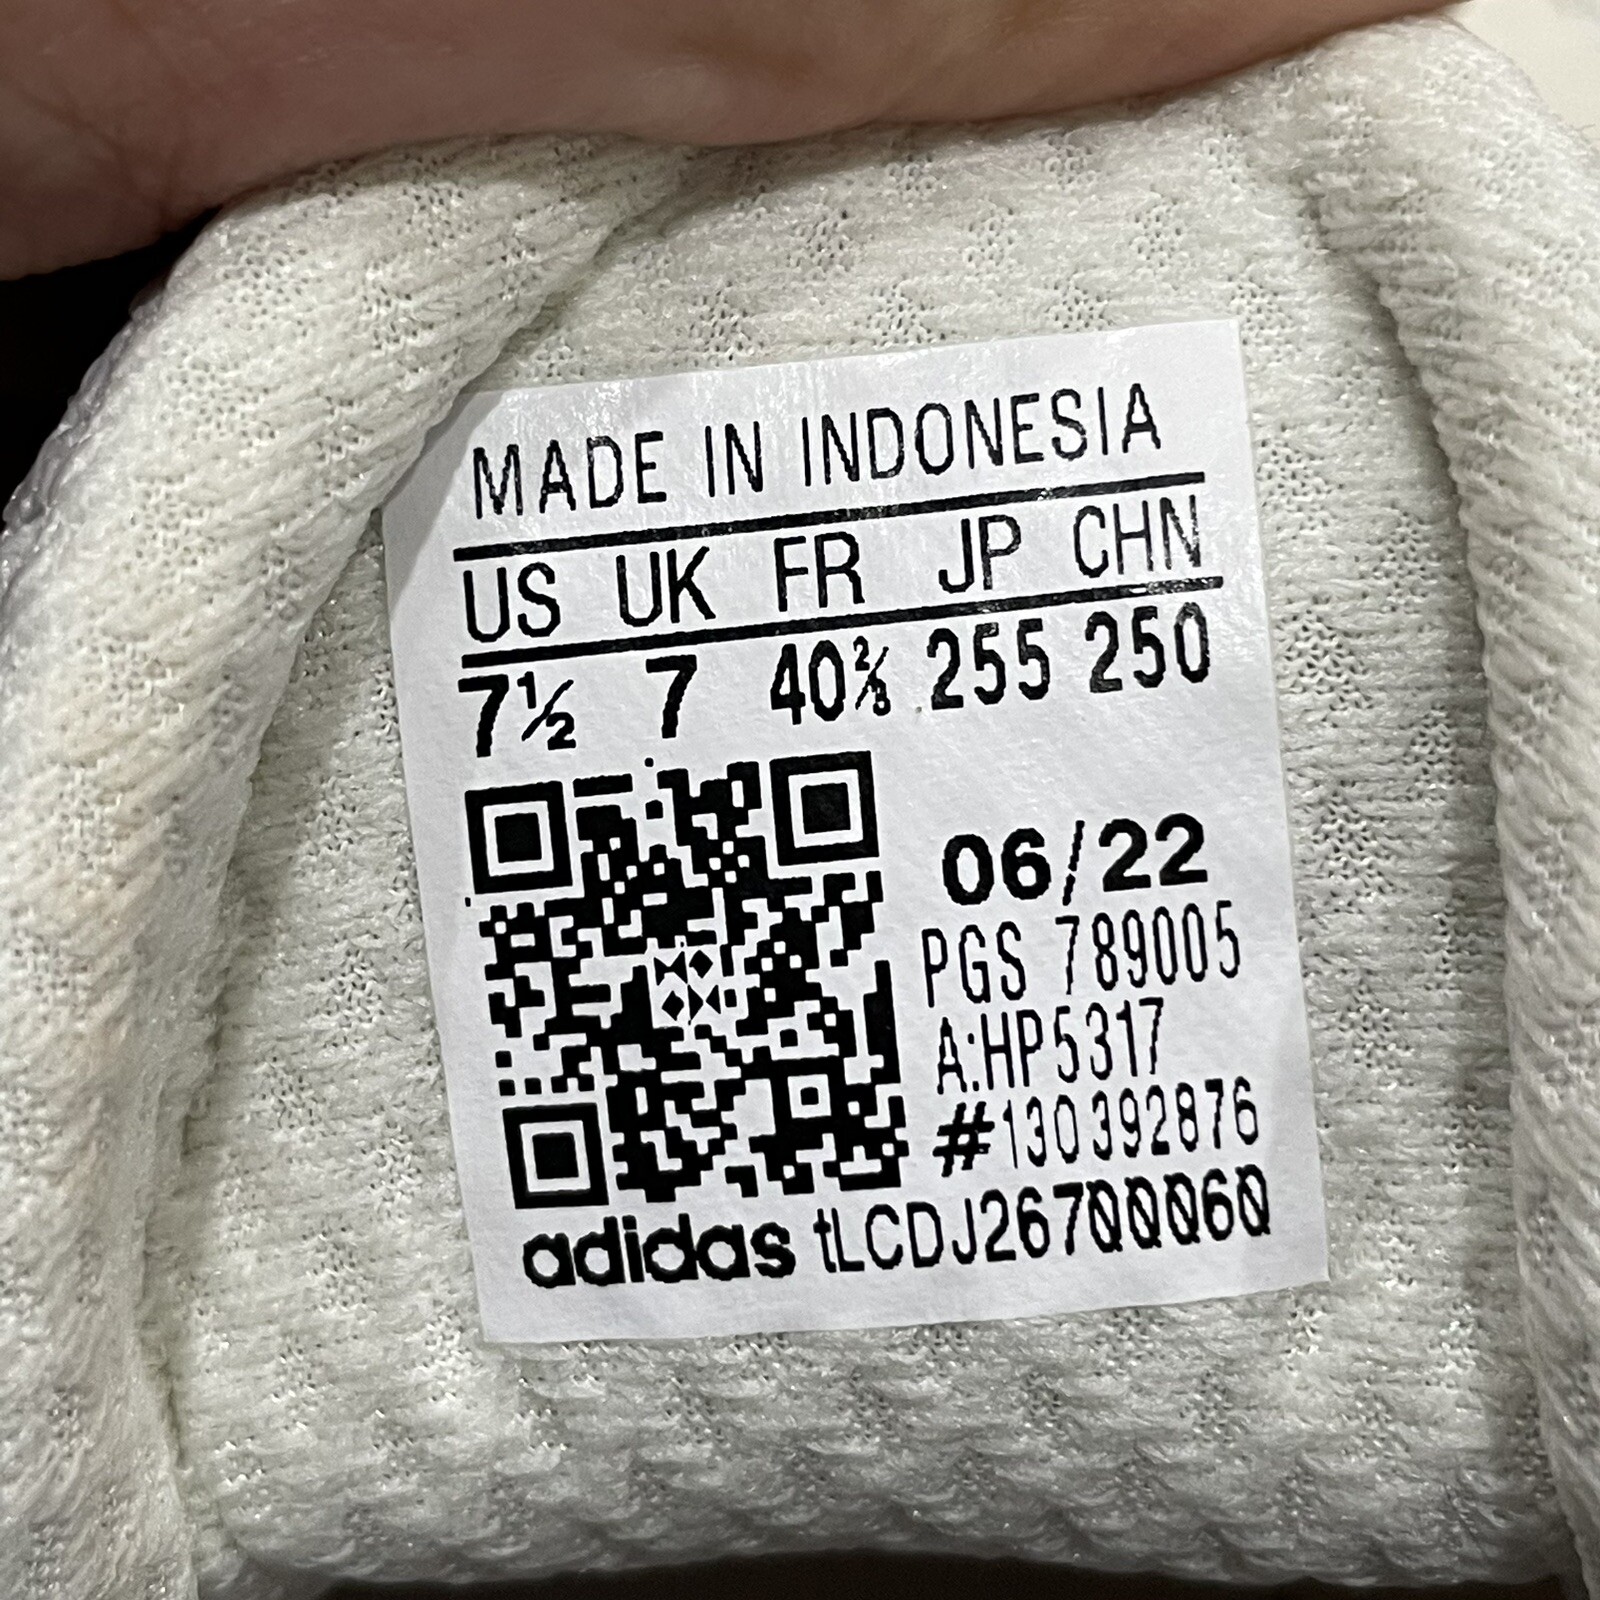 MADE IN INDONESIA
US UK FR JP CHN
7½ 7 40⅔ 255 250
06/22
PGS 789005
A:HP5317
#130392876
adidas tLCDJ26700060